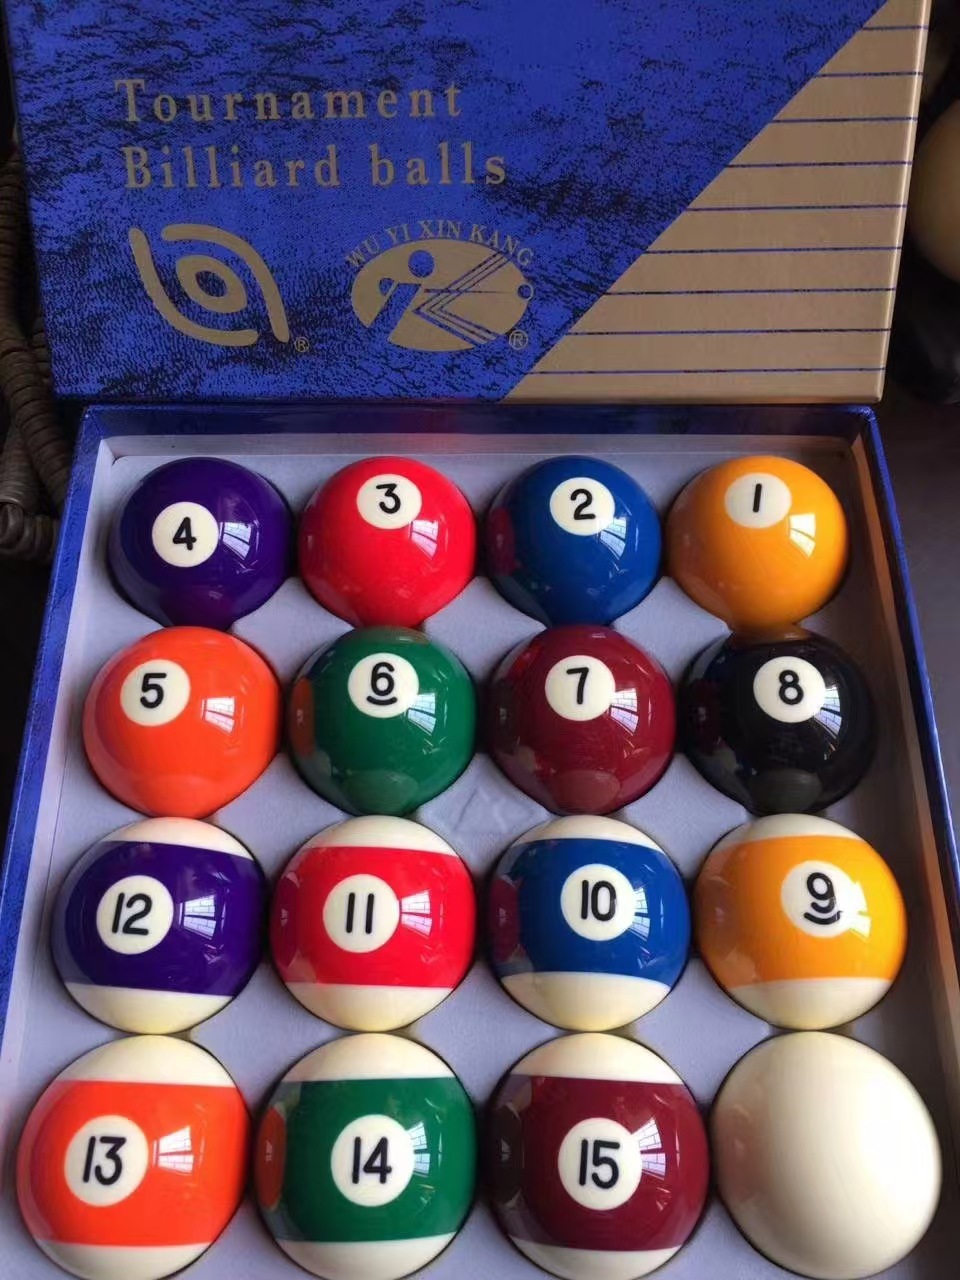 Tournament
Billiard balls
WU YI XIN KANG
®
®
4 3 2 1
5 6 7 8
12 11 10 9
13 14 15